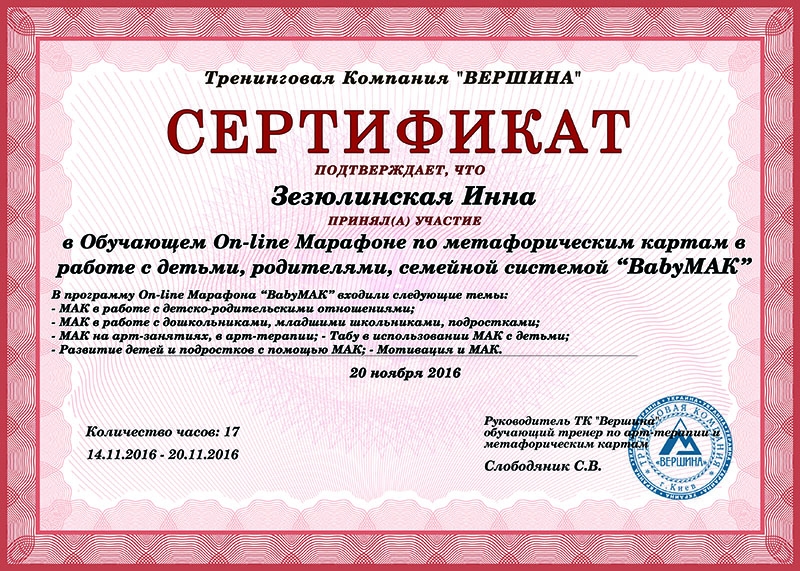 Тренинговая Компания "ВЕРШИНА"
СЕРТИФИКАТ
ПОДТВЕРЖДАЕТ, ЧТО
Зезюлинская Инна
ПРИНЯЛ(А) УЧАСТИЕ
в Обучающем On-line Марафоне по метафорическим картам в
работе с детьми, родителями, семейной системой “BabyМАК”
В программу On-line Марафона “BabyМАК” входили следующие темы:
- МАК в работе с детско-родительскими отношениями;
- МАК в работе с дошкольниками, младшими школьниками, подростками;
- МАК на арт-занятиях, в арт-терапии; - Табу в использовании МАК с детьми;
- Развитие детей и подростков с помощью МАК; - Мотивация и МАК.
20 ноября 2016
Количество часов: 17
14.11.2016 - 20.11.2016
Руководитель ТК "Вершина"
обучающий тренер по арт-терапии и
метафорическим картам
Слободяник С.В.
ТРЕНИНГОВАЯ КОМПАНИЯ
«ВЕРШИНА»
г. Киев